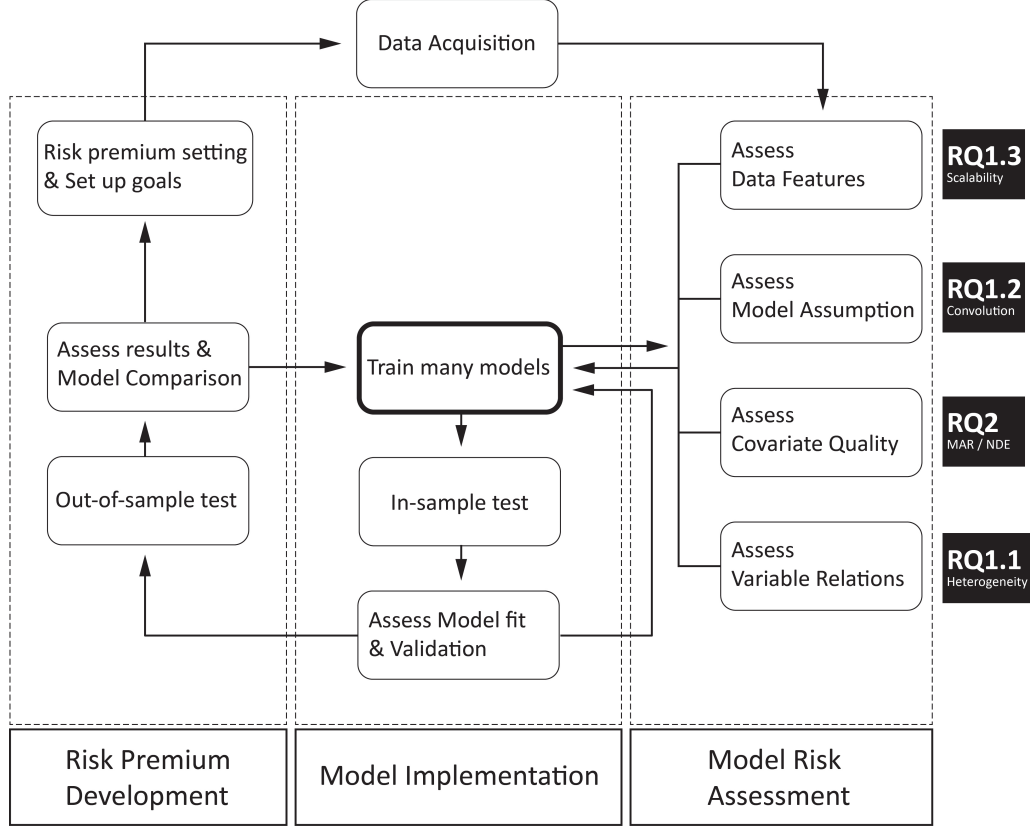 Data Acquisition
Risk premium setting
& Set up goals
Assess results &
Model Comparison
Out-of-sample test
Train many models
In-sample test
Assess Model fit
& Validation
Assess
Data Features
Assess
Model Assumption
Assess
Covariate Quality
Assess
Variable Relations
RQ1.3
Scalability
RQ1.2
Convolution
RQ2
MAR / NDE
RQ1.1
Heterogeneity
Risk Premium
Development
Model Implementation
Model Risk
Assessment